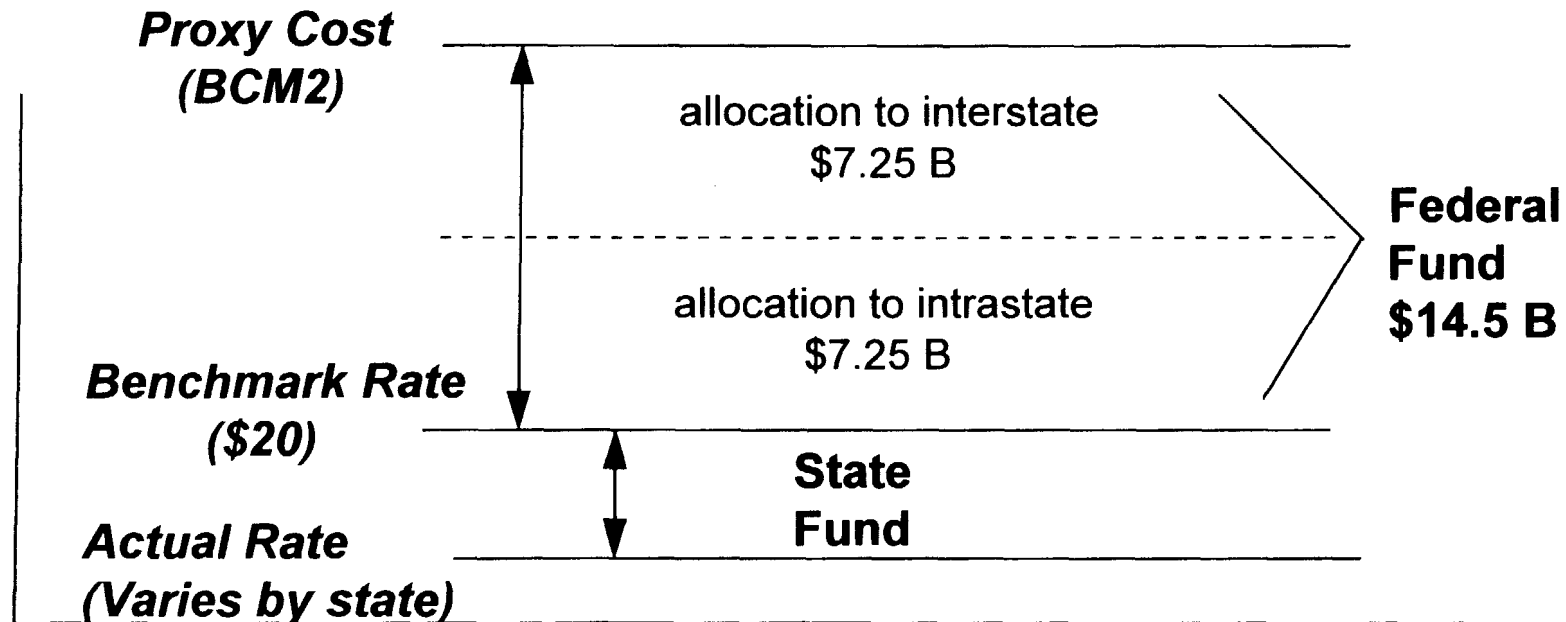 Proxy Cost
(BCM2)
allocation to interstate
$7.25 B
Federal
Fund
$14.5 B
allocation to intrastate
$7.25 B
Benchmark Rate
($20)
State
Fund
Actual Rate
(Varies by state)